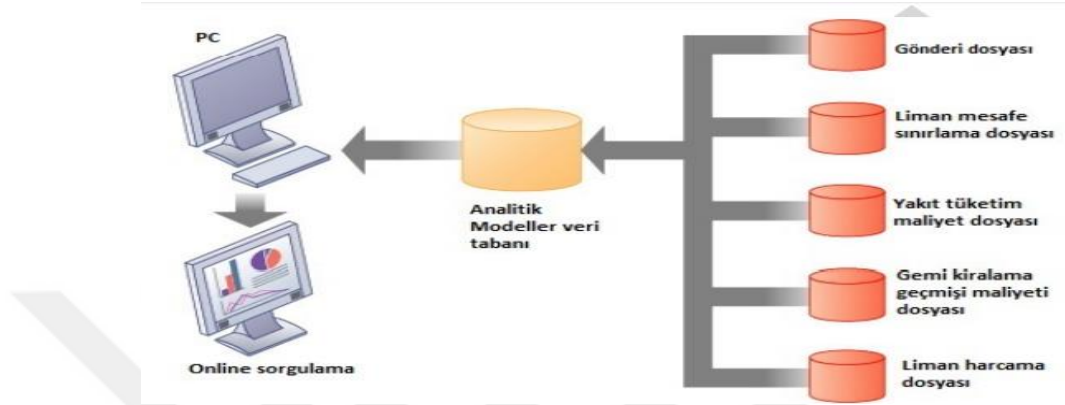 PC
Online sorgulama
Analitik
Modeller veri
tabanı
Gönderi dosyası
Liman mesafe
sınırlama dosyası
Yakıt tüketim
maliyet dosyası
Gemi kiralama
geçmişi maliyeti
dosyası
Liman harcama
dosyası